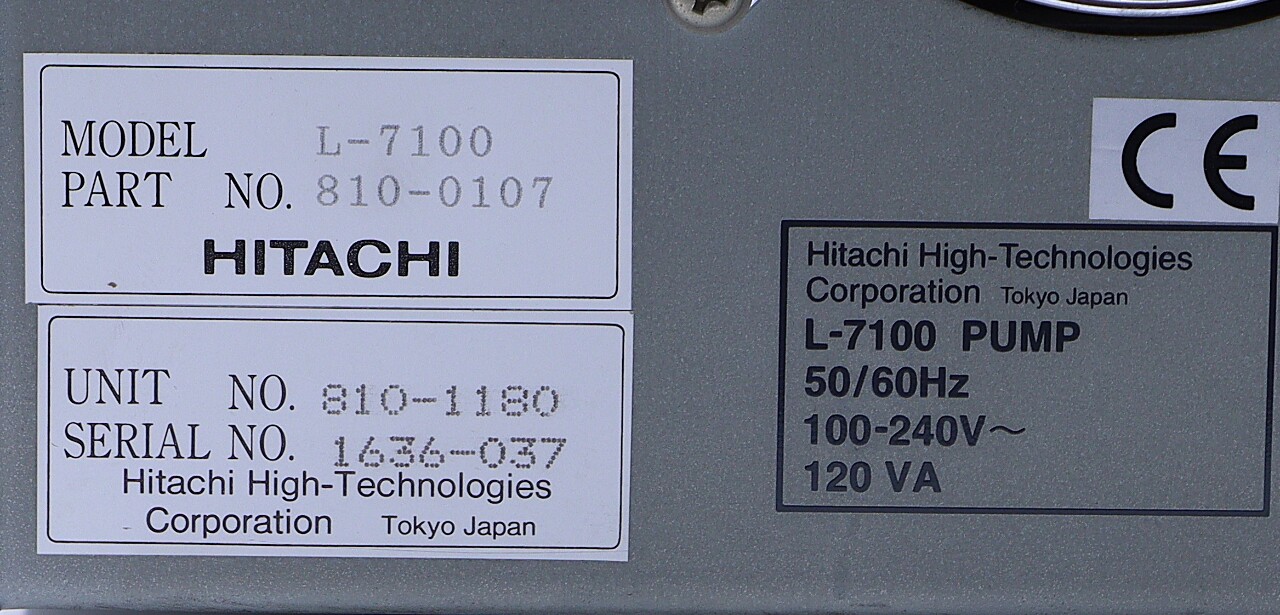 MODEL L-7100
PART NO. 810-0107
HITACHI
UNIT NO. 810-1180
SERIAL NO. 1636-037
Hitachi High-Technologies
Corporation Tokyo Japan
CE
Hitachi High-Technologies
Corporation Tokyo Japan
L-7100 PUMP
50/60Hz
100-240V～
120 VA